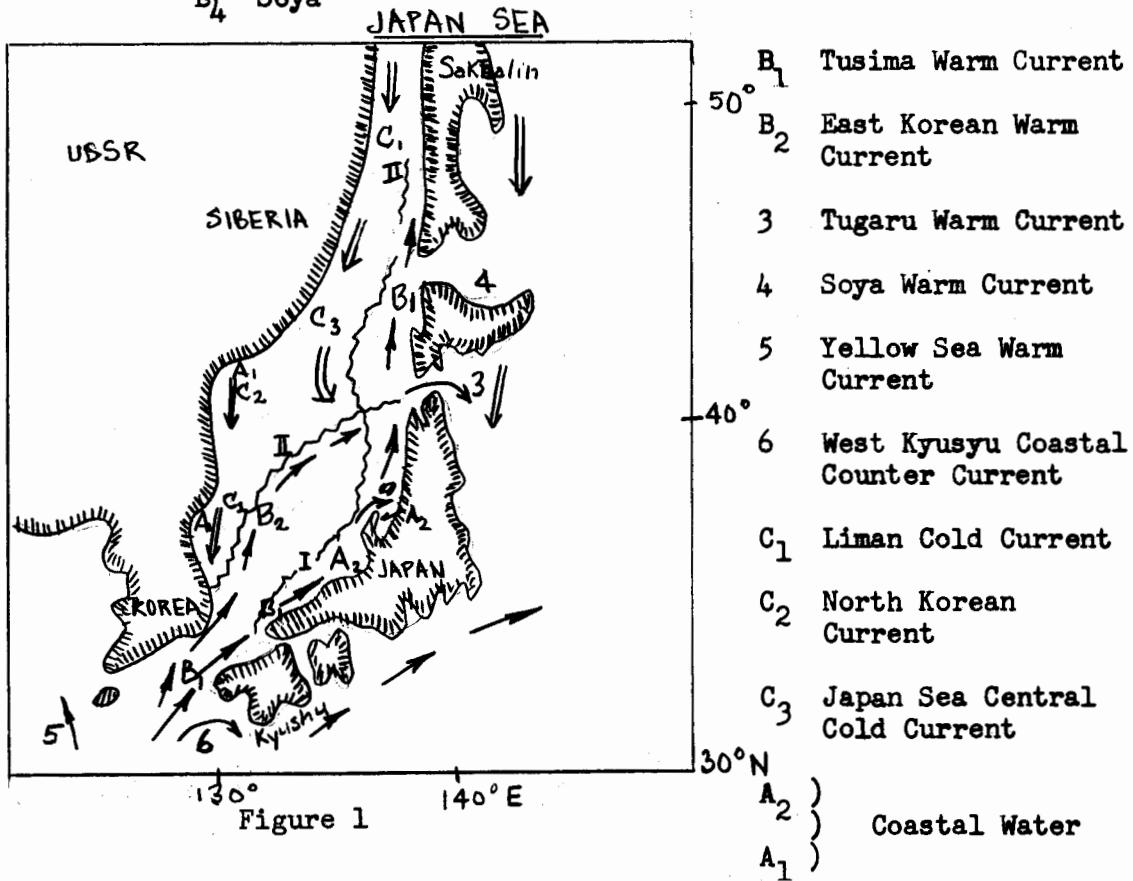 B4 Soya
JAPAN SEA
Sakhalin
50°
UBSR
C1
II
SIBERIA
4
B1
C3
A1
C2
3
40°
II
C2
A1
B2
A2
I
A2
JAPAN
KOREA
B1
B1
5
6
Kyushy
30°N
130°
140°E
Figure 1
B1 Tusima Warm Current
B2 East Korean Warm
Current
3 Tugaru Warm Current
4 Soya Warm Current
5 Yellow Sea Warm
Current
6 West Kyusyu Coastal
Counter Current
C1 Liman Cold Current
C2 North Korean
Current
C3 Japan Sea Central
Cold Current
A2 )
) Coastal Water
A1 )